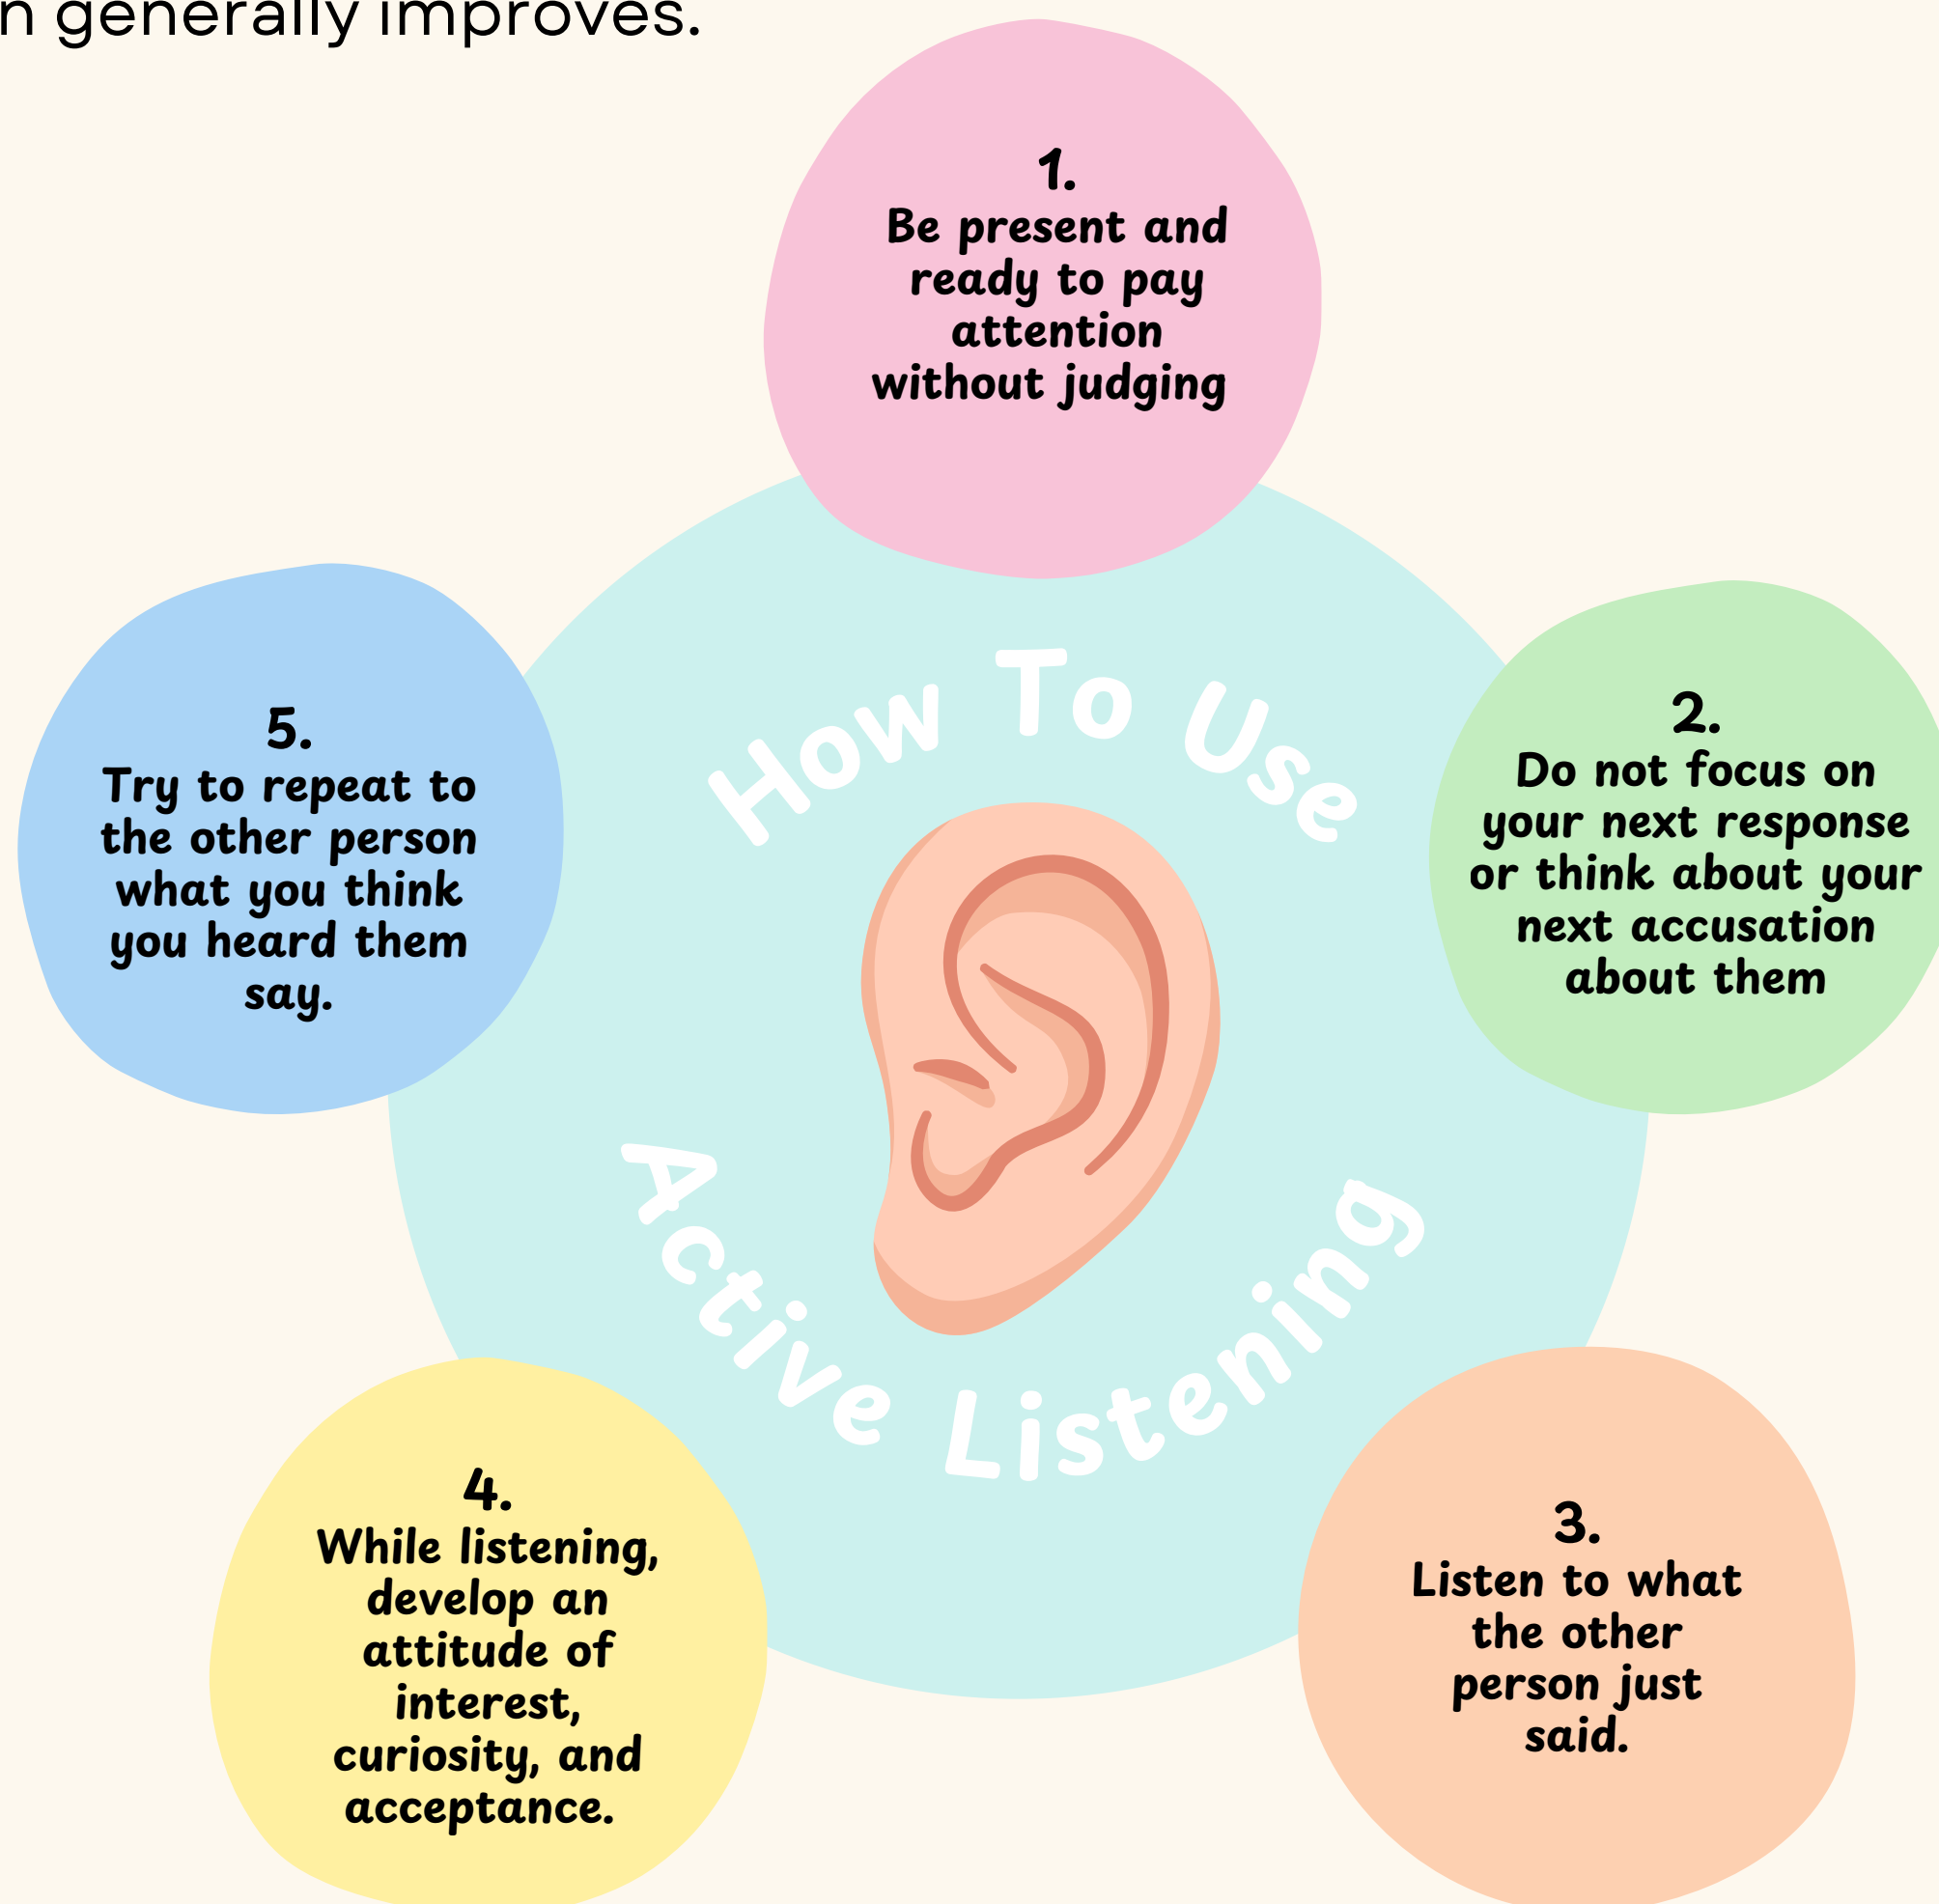 n generally improves.
1.
Be present and
ready to pay
attention
without judging
How To Use
Active Listening
2.
Do not focus on
your next response
or think about your
next accusation
about them
3.
Listen to what
the other
person just
said.
4.
While listening,
develop an
attitude of
interest,
curiosity, and
acceptance.
5.
Try to repeat to
the other person
what you think
you heard them
say.